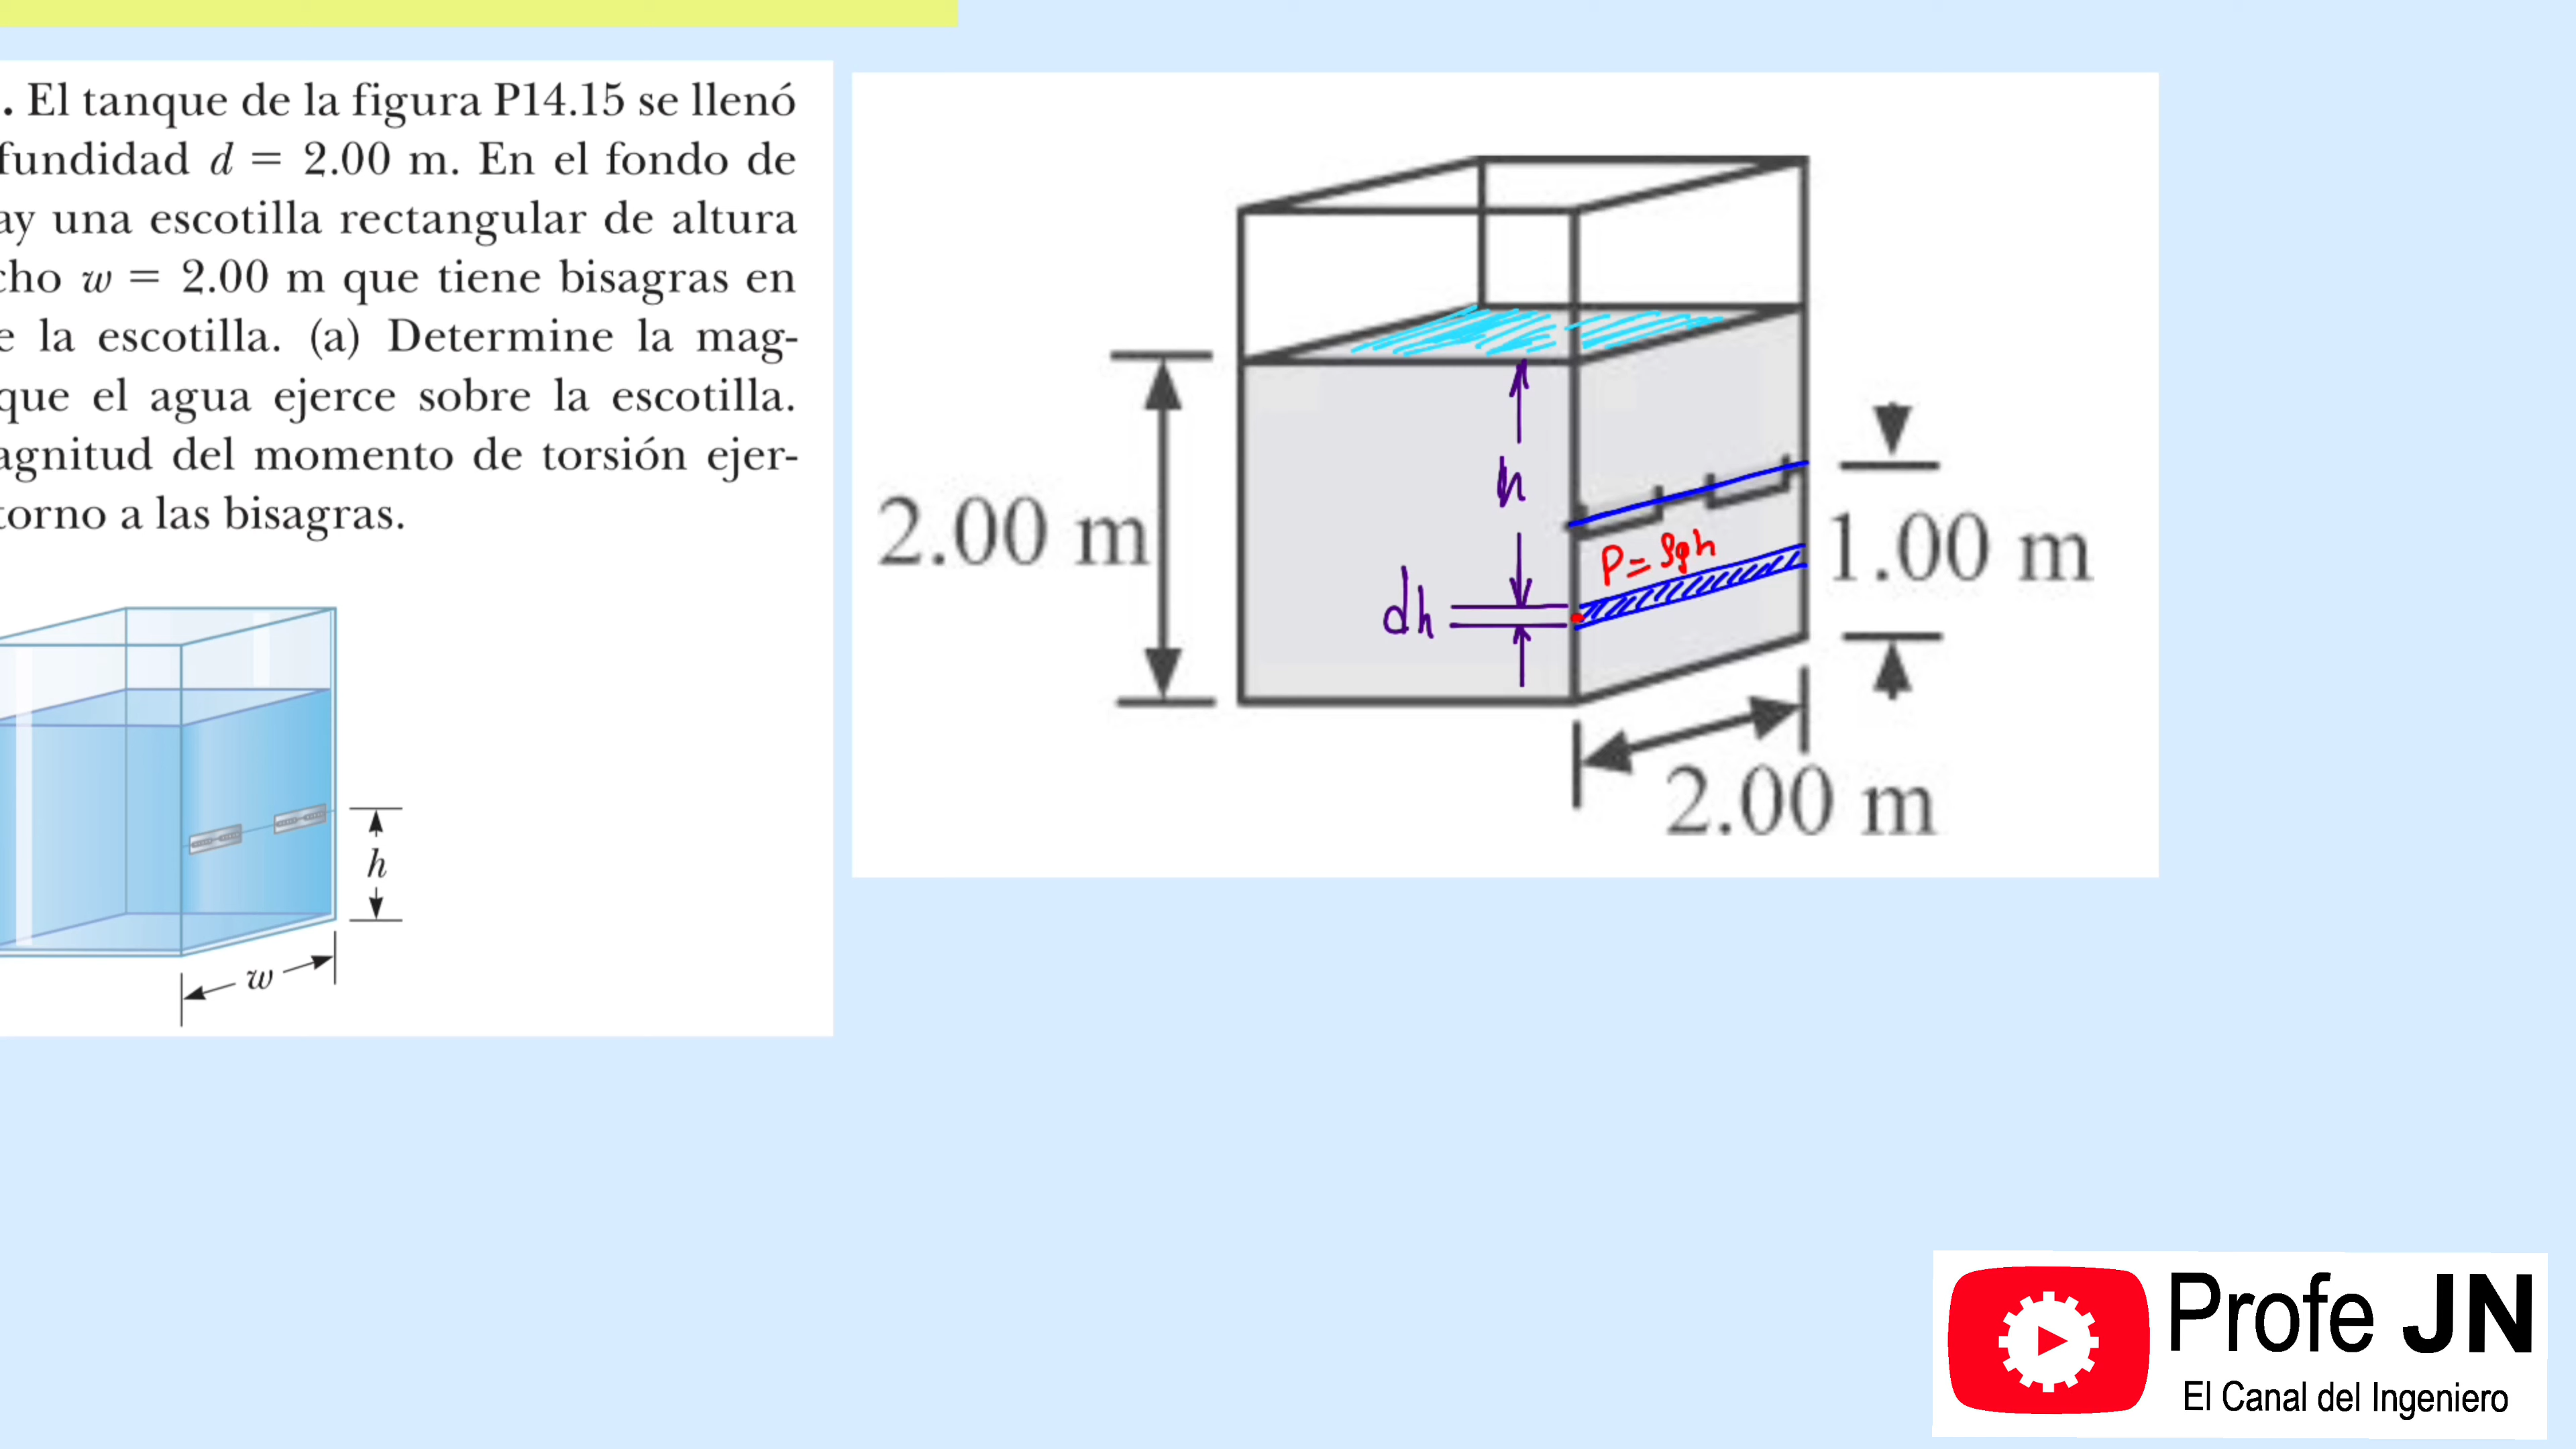 . El tanque de la figura P14.15 se llenó
fundidad d = 2.00 m. En el fondo de
ay una escotilla rectangular de altura
cho w = 2.00 m que tiene bisagras en
e la escotilla. (a) Determine la mag-
que el agua ejerce sobre la escotilla.
agnitud del momento de torsión ejer-
torno a las bisagras.
h
w
2.00 m
h
dh
P = ρgh
1.00 m
2.00 m
Profe JN
El Canal del Ingeniero